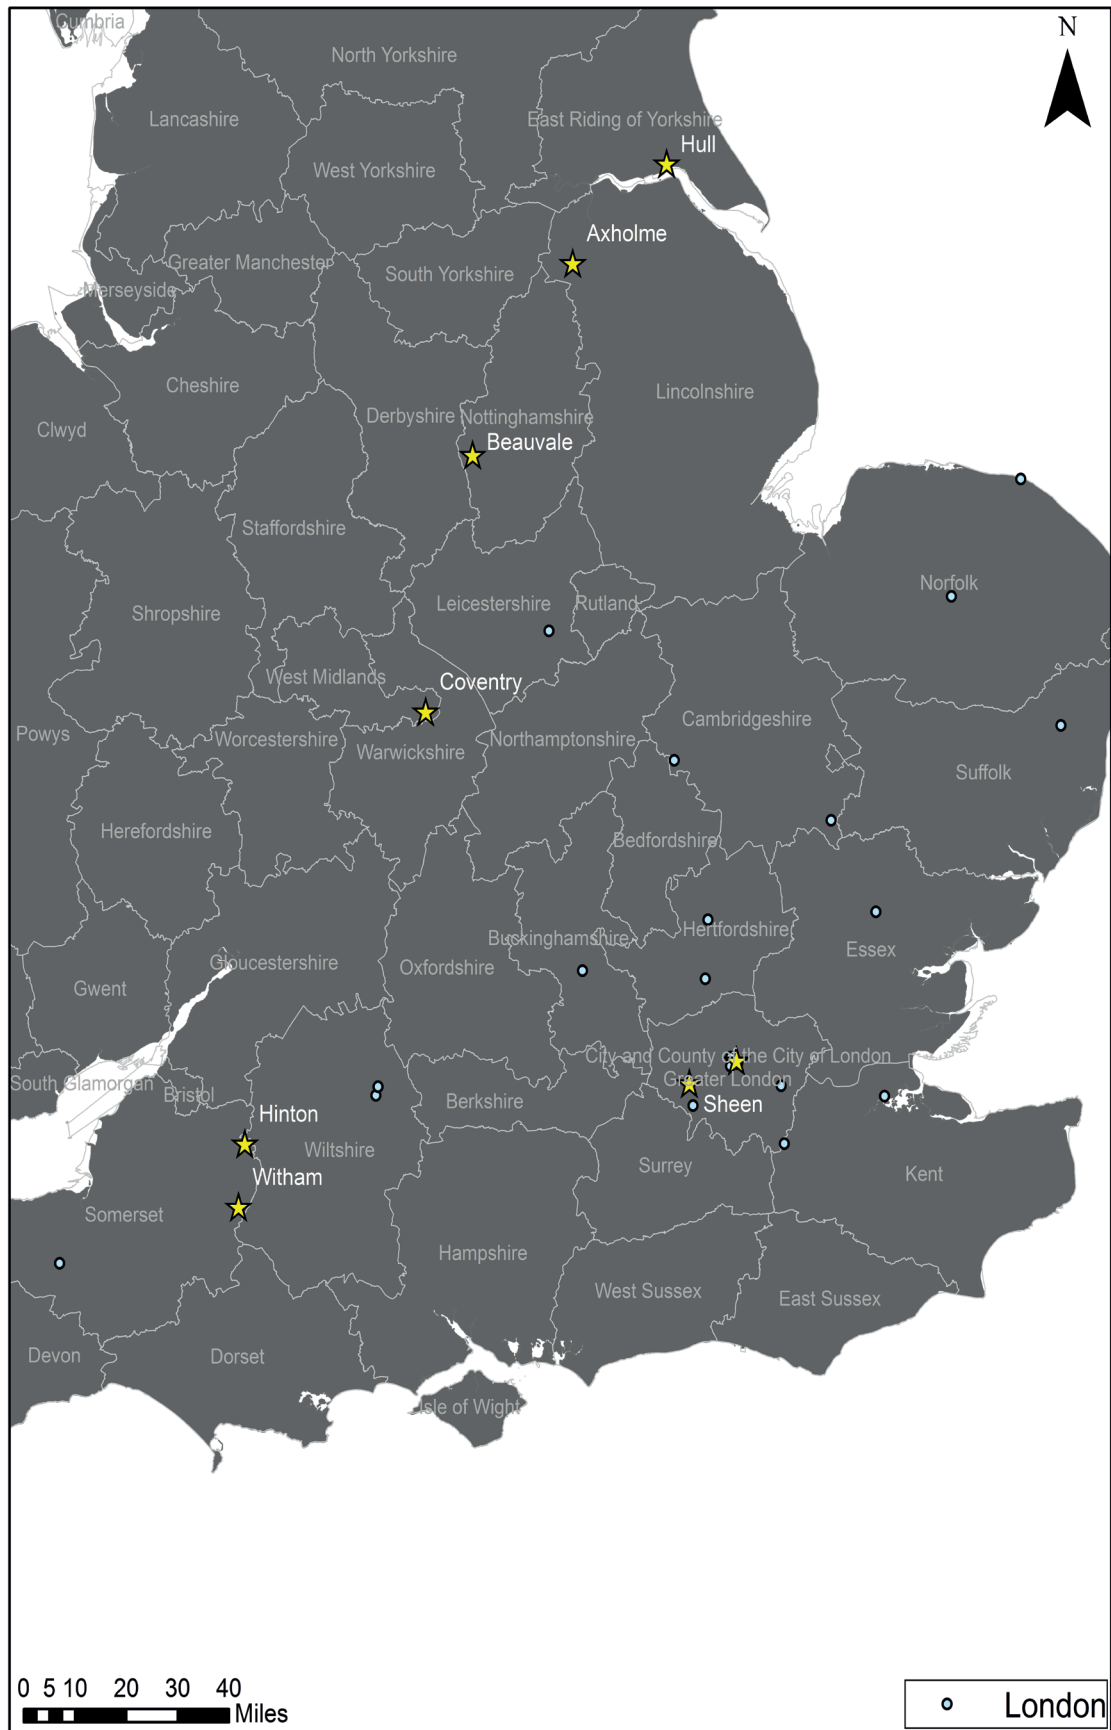 Cumbria
N
North Yorkshire
Lancashire
East Riding of Yorkshire
Hull
West Yorkshire
Axholme
Greater Manchester
South Yorkshire
Merseyside
Cheshire
Lincolnshire
Derbyshire
Nottinghamshire
Clwyd
Beauvale
Staffordshire
Norfolk
Leicestershire
Rutland
Shropshire
West Midlands
Coventry
Cambridgeshire
Powys
Worcestershire
Northamptonshire
Warwickshire
Suffolk
Herefordshire
Bedfordshire
Hertfordshire
Buckinghamshire
Essex
Gloucestershire
Oxfordshire
Gwent
City and County of the City of London
Greater London
South Glamorgan
Bristol
Berkshire
Sheen
Hinton
Wiltshire
Surrey
Kent
Witham
Somerset
Hampshire
West Sussex
East Sussex
Devon
Dorset
Isle of Wight
0 5 10 20 30 40
Miles
London